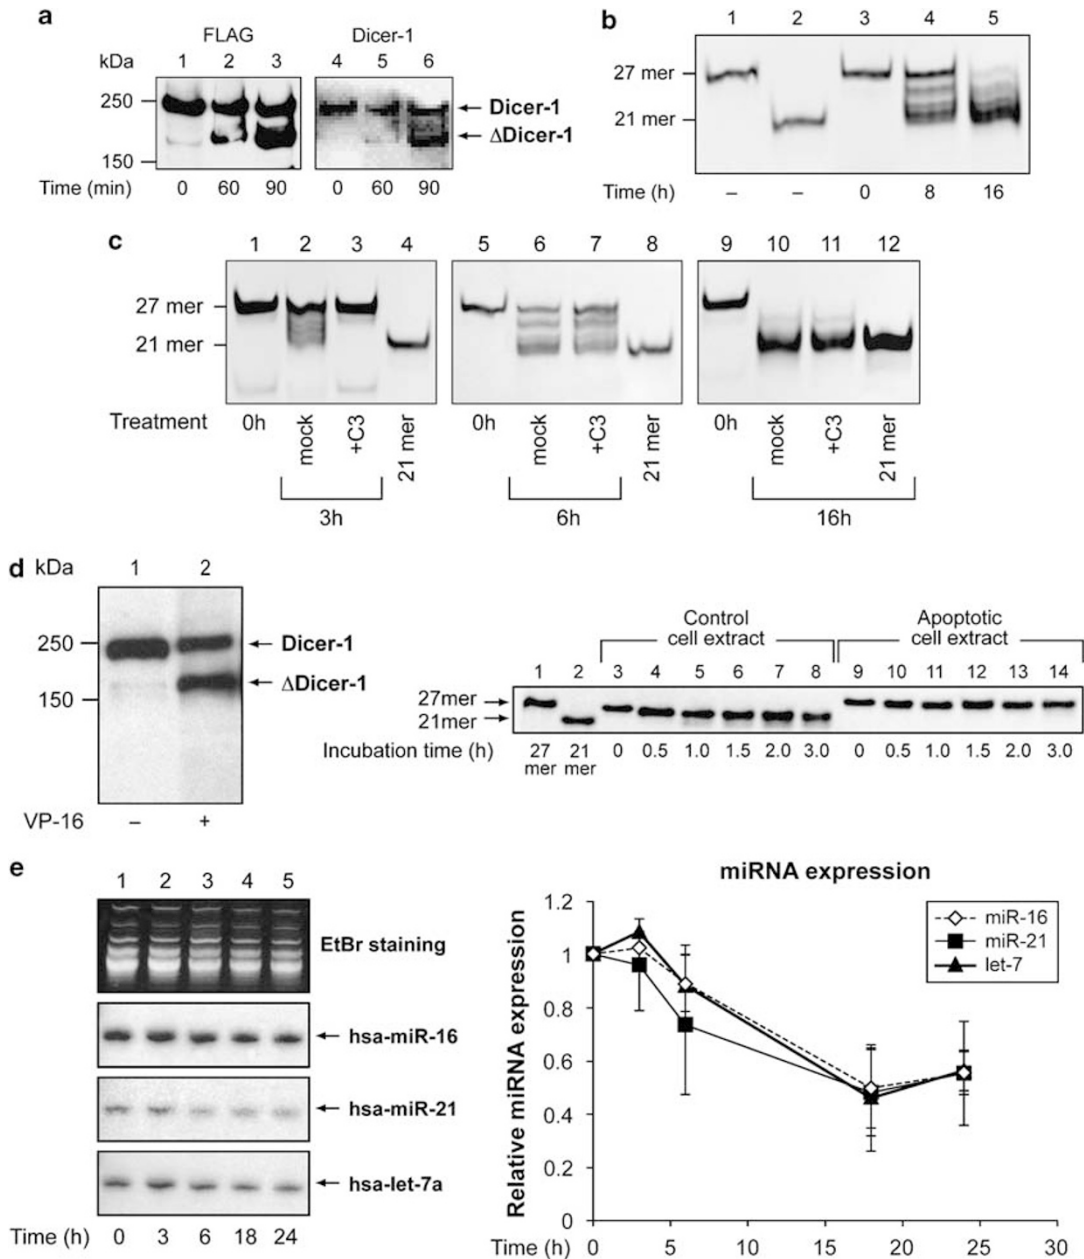 a
FLAG Dicer-1
kDa 1 2 3 4 5 6
250
Dicer-1
ΔDicer-1
150
Time (min) 0 60 90 0 60 90
b
1 2 3 4 5
27 mer
21 mer
Time (h) – – 0 8 16
c
1 2 3 4 5 6 7 8 9 10 11 12
27 mer
21 mer
Treatment 0h mock +C3 21 mer 0h mock +C3 21 mer 0h mock +C3 21 mer
3h 6h 16h
d
kDa 1 2
250
Dicer-1
ΔDicer-1
150
VP-16 – +
Control cell extract
Apoptotic cell extract
1 2 3 4 5 6 7 8 9 10 11 12 13 14
27mer
21mer
Incubation time (h) 27 mer 21 mer 0 0.5 1.0 1.5 2.0 3.0 0 0.5 1.0 1.5 2.0 3.0
e
1 2 3 4 5
EtBr staining
hsa-miR-16
hsa-miR-21
hsa-let-7a
Time (h) 0 3 6 18 24
miRNA expression
Relative miRNA expression
1.2
1
0.8
0.6
0.4
0.2
0
miR-16
miR-21
let-7
Time (h) 0 5 10 15 20 25 30